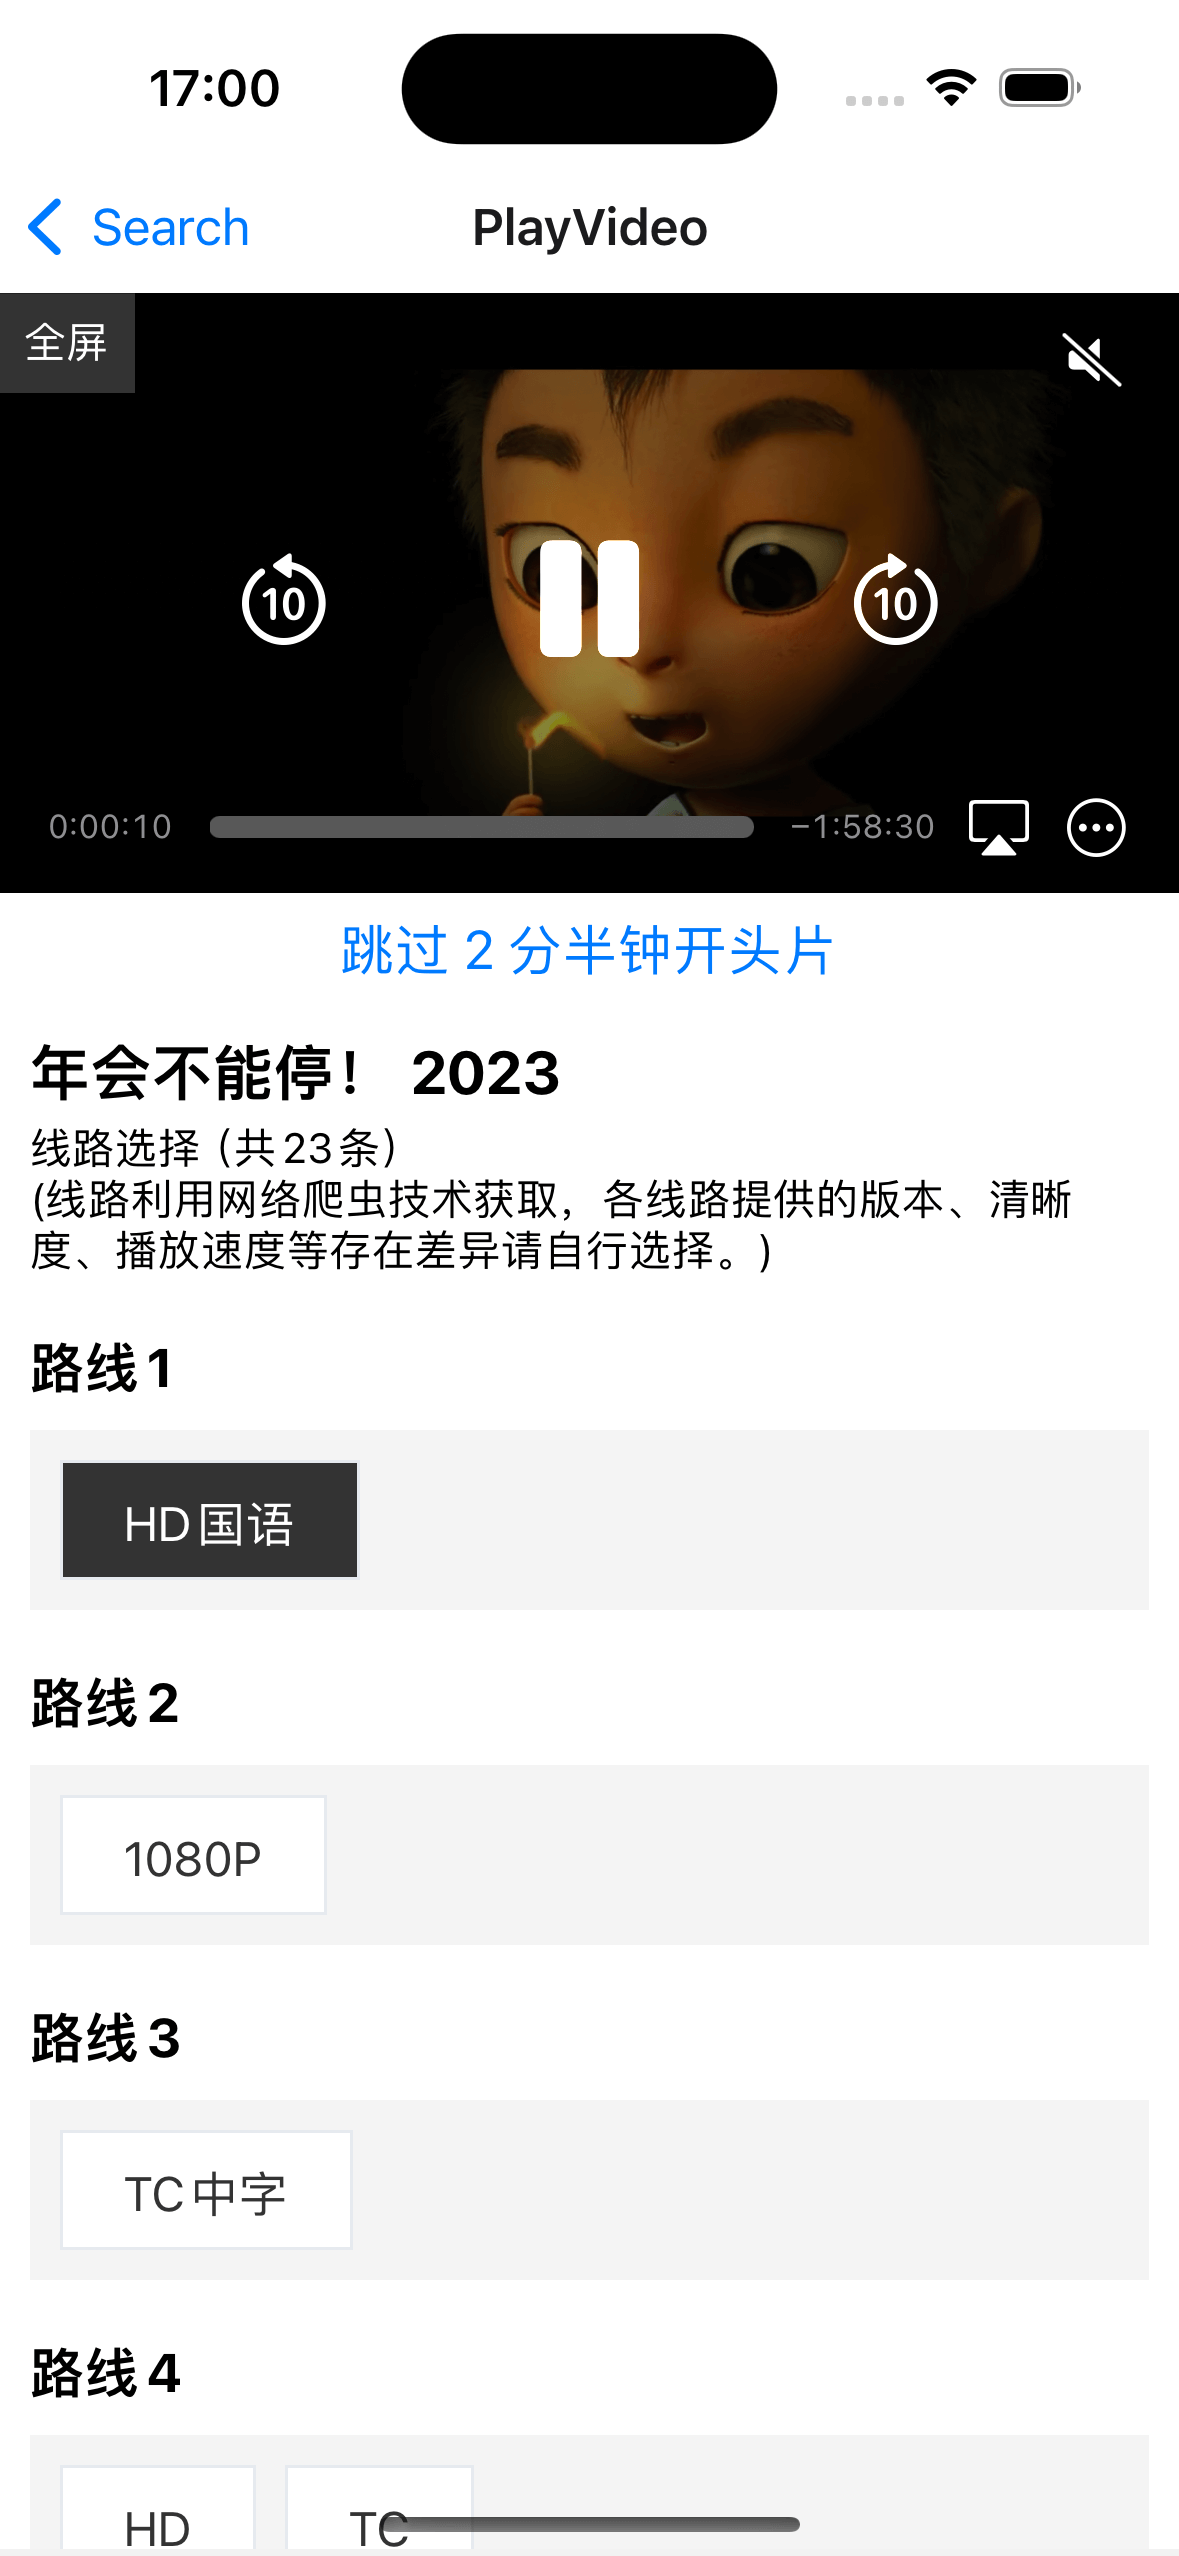 17:00
Search
PlayVideo
全屏
10
10
0:00:10
−1:58:30
跳过 2 分半钟开头片
年会不能停！ 2023
线路选择（共23条）
(线路利用网络爬虫技术获取，各线路提供的版本、清晰
度、播放速度等存在差异请自行选择。)
路线1
HD国语
路线2
1080P
路线3
TC中字
路线4
HD
TC